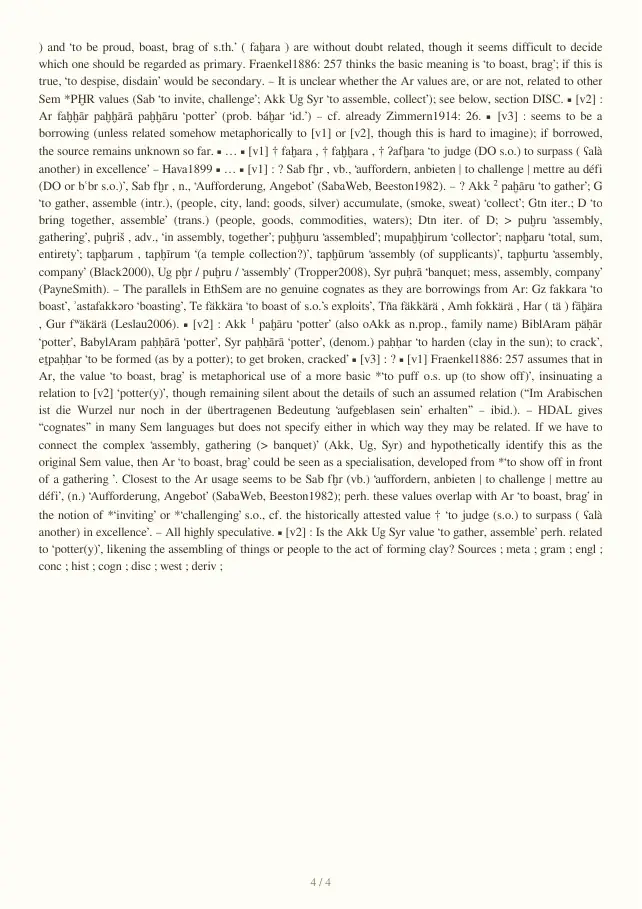 ) and ‘to be proud, boast, brag of s.th.’ ( faḫara ) are without doubt related, though it seems difficult to decide
which one should be regarded as primary. Fraenkel1886: 257 thinks the basic meaning is ‘to boast, brag’; if this is
true, ‘to despise, disdain’ would be secondary. – It is unclear whether the Ar values are, or are not, related to other
Sem *PḪR values (Sab ‘to invite, challenge’; Akk Ug Syr ‘to assemble, collect’); see below, section DISC. ▪ [v2] :
Ar faḫḫār paḫḫārā paḫḫāru ‘potter’ (prob. báḫar ‘id.’) – cf. already Zimmern1914: 26. ▪ [v3] : seems to be a
borrowing (unless related somehow metaphorically to [v1] or [v2], though this is hard to imagine); if borrowed,
the source remains unknown so far. ▪ … ▪ [v1] † faḫara , † faḫḫara , † ʔafḫara ‘to judge (DO s.o.) to surpass ( ʕalà
another) in excellence’ – Hava1899 ▪ … ▪ [v1] : ? Sab fḫr , vb., ‘auffordern, anbieten | to challenge | mettre au défi
(DO or bʿbr s.o.)’, Sab fḫr , n., ‘Aufforderung, Angebot’ (SabaWeb, Beeston1982). – ? Akk ² paḫāru ‘to gather’; G
‘to gather, assemble (intr.), (people, city, land; goods, silver) accumulate, (smoke, sweat) ‘collect’; Gtn iter.; D ‘to
bring together, assemble’ (trans.) (people, goods, commodities, waters); Dtn iter. of D; > puḫru ‘assembly,
gathering’, puḫriš , adv., ‘in assembly, together’; puḫḫuru ‘assembled’; mupaḫḫirum ‘collector’; napḫaru ‘total, sum,
entirety’; tapḫarum , tapḫīrum ‘(a temple collection?)’, tapḫūrum ‘assembly (of supplicants)’, tapḫurtu ‘assembly,
company’ (Black2000), Ug pḫr / puḫru / ‘assembly’ (Tropper2008), Syr puḥrā ‘banquet; mess, assembly, company’
(PayneSmith). – The parallels in EthSem are no genuine cognates as they are borrowings from Ar: Gz fakkara ‘to
boast’, ʾastafakkǝro ‘boasting’, Te fäkkära ‘to boast of s.o.’s exploits’, Tña fäkkärä , Amh fokkärä , Har ( tä ) fäḫära
, Gur fʷäkärä (Leslau2006). ▪ [v2] : Akk ¹ paḫāru ‘potter’ (also oAkk as n.prop., family name) BiblAram päḥār
‘potter’, BabylAram paḥḥārā ‘potter’, Syr paḥḥārā ‘potter’, (denom.) paḥḥar ‘to harden (clay in the sun); to crack’,
eṯpaḥḥar ‘to be formed (as by a potter); to get broken, cracked’ ▪ [v3] : ? ▪ [v1] Fraenkel1886: 257 assumes that in
Ar, the value ‘to boast, brag’ is metaphorical use of a more basic *‘to puff o.s. up (to show off)’, insinuating a
relation to [v2] ‘potter(y)’, though remaining silent about the details of such an assumed relation (“Im Arabischen
ist die Wurzel nur noch in der übertragenen Bedeutung ‘aufgeblasen sein’ erhalten” – ibid.). – HDAL gives
“cognates” in many Sem languages but does not specify either in which way they may be related. If we have to
connect the complex ‘assembly, gathering (> banquet)’ (Akk, Ug, Syr) and hypothetically identify this as the
original Sem value, then Ar ‘to boast, brag’ could be seen as a specialisation, developed from *‘to show off in front
of a gathering ’. Closest to the Ar usage seems to be Sab fḫr (vb.) ‘auffordern, anbieten | to challenge | mettre au
défi’, (n.) ‘Aufforderung, Angebot’ (SabaWeb, Beeston1982); perh. these values overlap with Ar ‘to boast, brag’ in
the notion of *‘inviting’ or *‘challenging’ s.o., cf. the historically attested value † ‘to judge (s.o.) to surpass ( ʕalà
another) in excellence’. – All highly speculative. ▪ [v2] : Is the Akk Ug Syr value ‘to gather, assemble’ perh. related
to ‘potter(y)’, likening the assembling of things or people to the act of forming clay? Sources ; meta ; gram ; engl ;
conc ; hist ; cogn ; disc ; west ; deriv ;
4 / 4